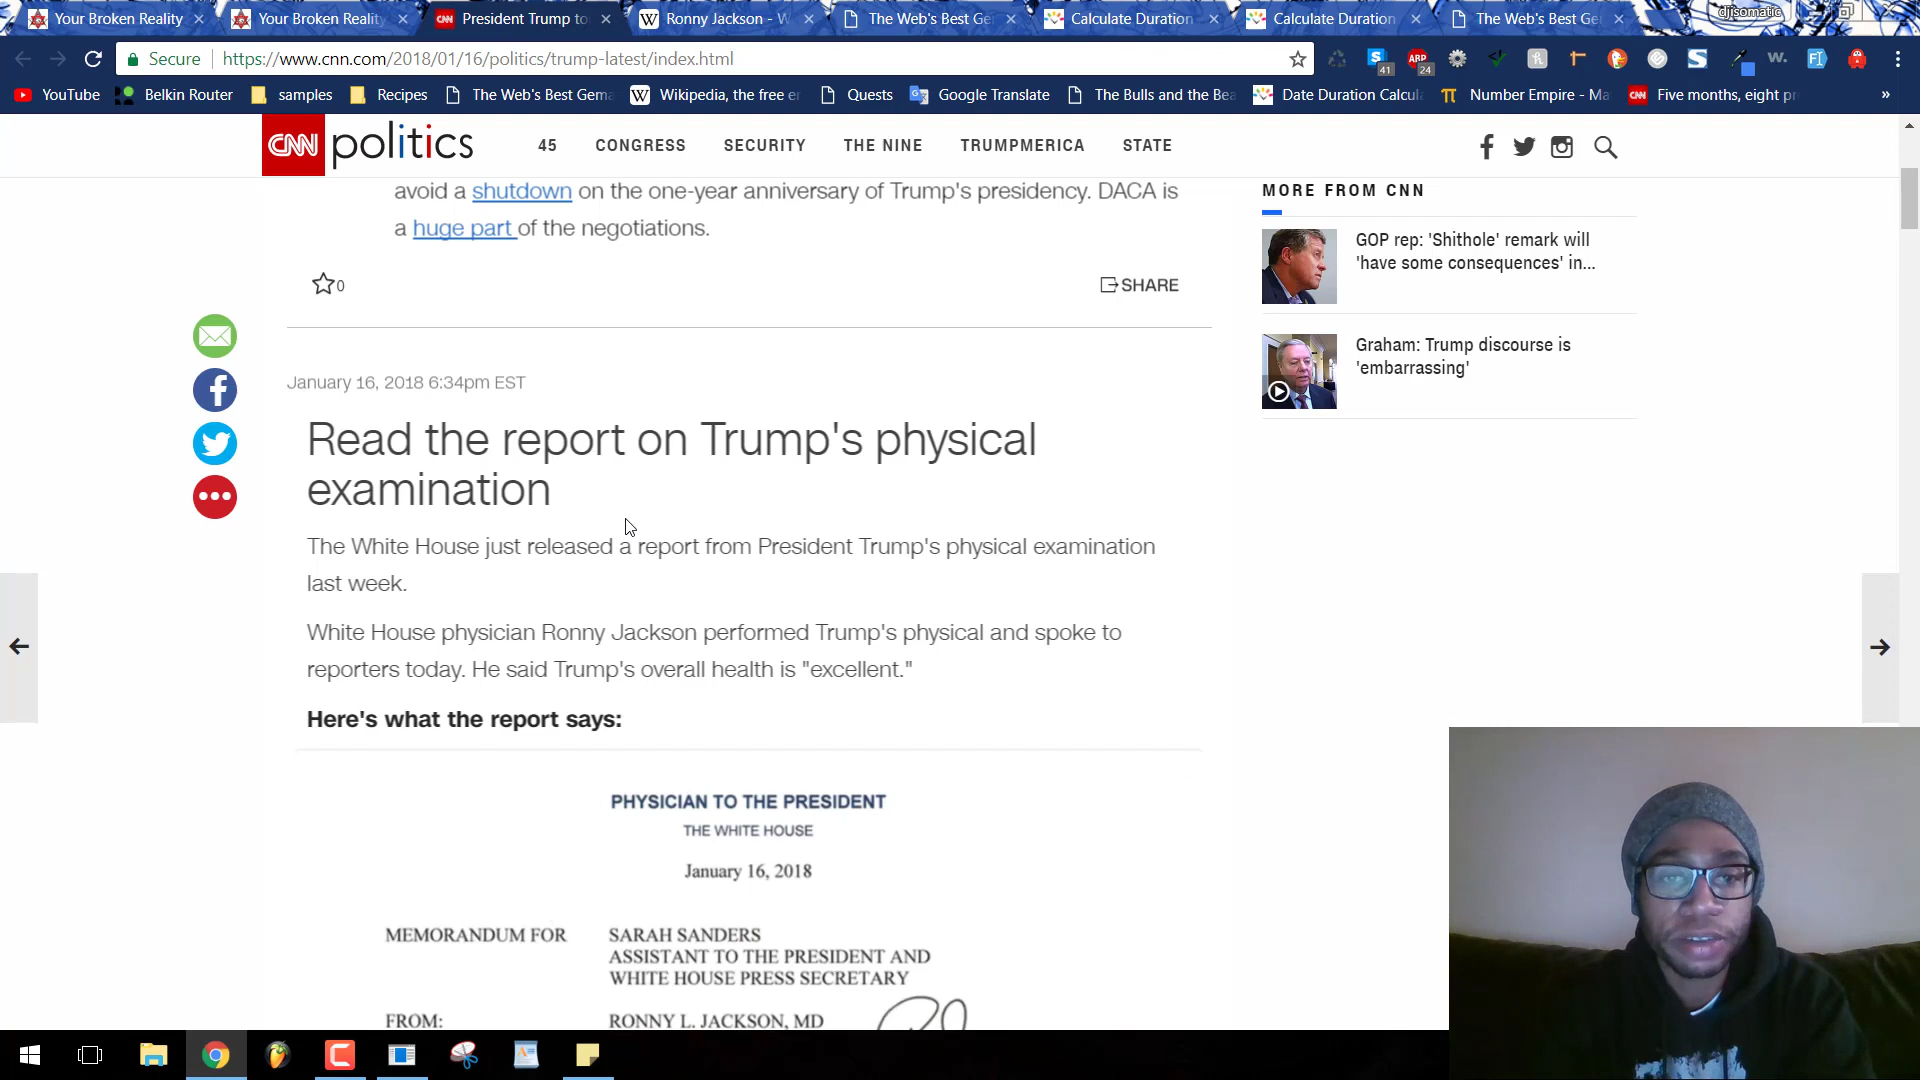 Your Broken Reality
Your Broken Realit
President Trump to
Ronny Jackson - W
The Web's Best Ge
Calculate Duration
Calculate Duration
The Web's Best Ge
djisomatic
Secure
https://www.cnn.com/2018/01/16/politics/trump-latest/index.html
41
ABP
24
YouTube
Belkin Router
samples
Recipes
The Web's Best Gema
Wikipedia, the free e
Quests
Google Translate
The Bulls and the Bea
Date Duration Calcul
Number Empire - Ma
Five months, eight pr
»
CNN politics
45
CONGRESS
SECURITY
THE NINE
TRUMPMERICA
STATE
avoid a shutdown on the one-year anniversary of Trump's presidency. DACA is
a huge part of the negotiations.
0
SHARE
MORE FROM CNN
GOP rep: 'Shithole' remark will
'have some consequences' in...
Graham: Trump discourse is
'embarrassing'
January 16, 2018 6:34pm EST
Read the report on Trump's physical
examination
The White House just released a report from President Trump's physical examination
last week.
White House physician Ronny Jackson performed Trump's physical and spoke to
reporters today. He said Trump's overall health is "excellent."
Here's what the report says:
PHYSICIAN TO THE PRESIDENT
THE WHITE HOUSE
January 16, 2018
MEMORANDUM FOR
SARAH SANDERS
ASSISTANT TO THE PRESIDENT AND
WHITE HOUSE PRESS SECRETARY
FROM:
RONNY L. JACKSON, MD